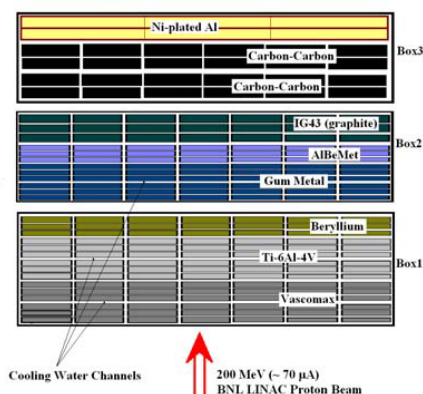 Ni-plated Al
Carbon-Carbon
Carbon-Carbon
Box3
IG43 (graphite)
AlBeMet
Gum Metal
Box2
Beryllium
Ti-6Al-4V
Vascomax
Box1
Cooling Water Channels
200 MeV (~ 70 μA)
BNL LINAC Proton Beam